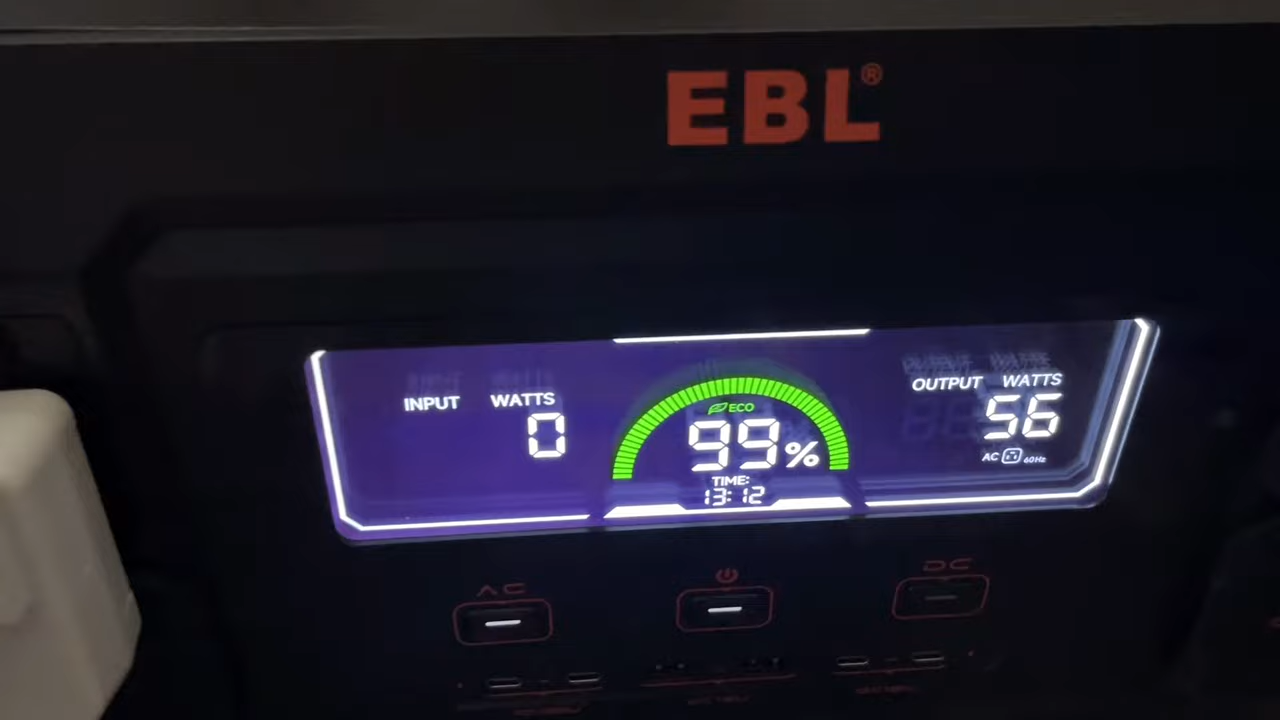 EBL®
INPUT WATTS
0
ECO
99%
TIME:
13:12
OUTPUT WATTS
56
AC 60Hz
AC
DC